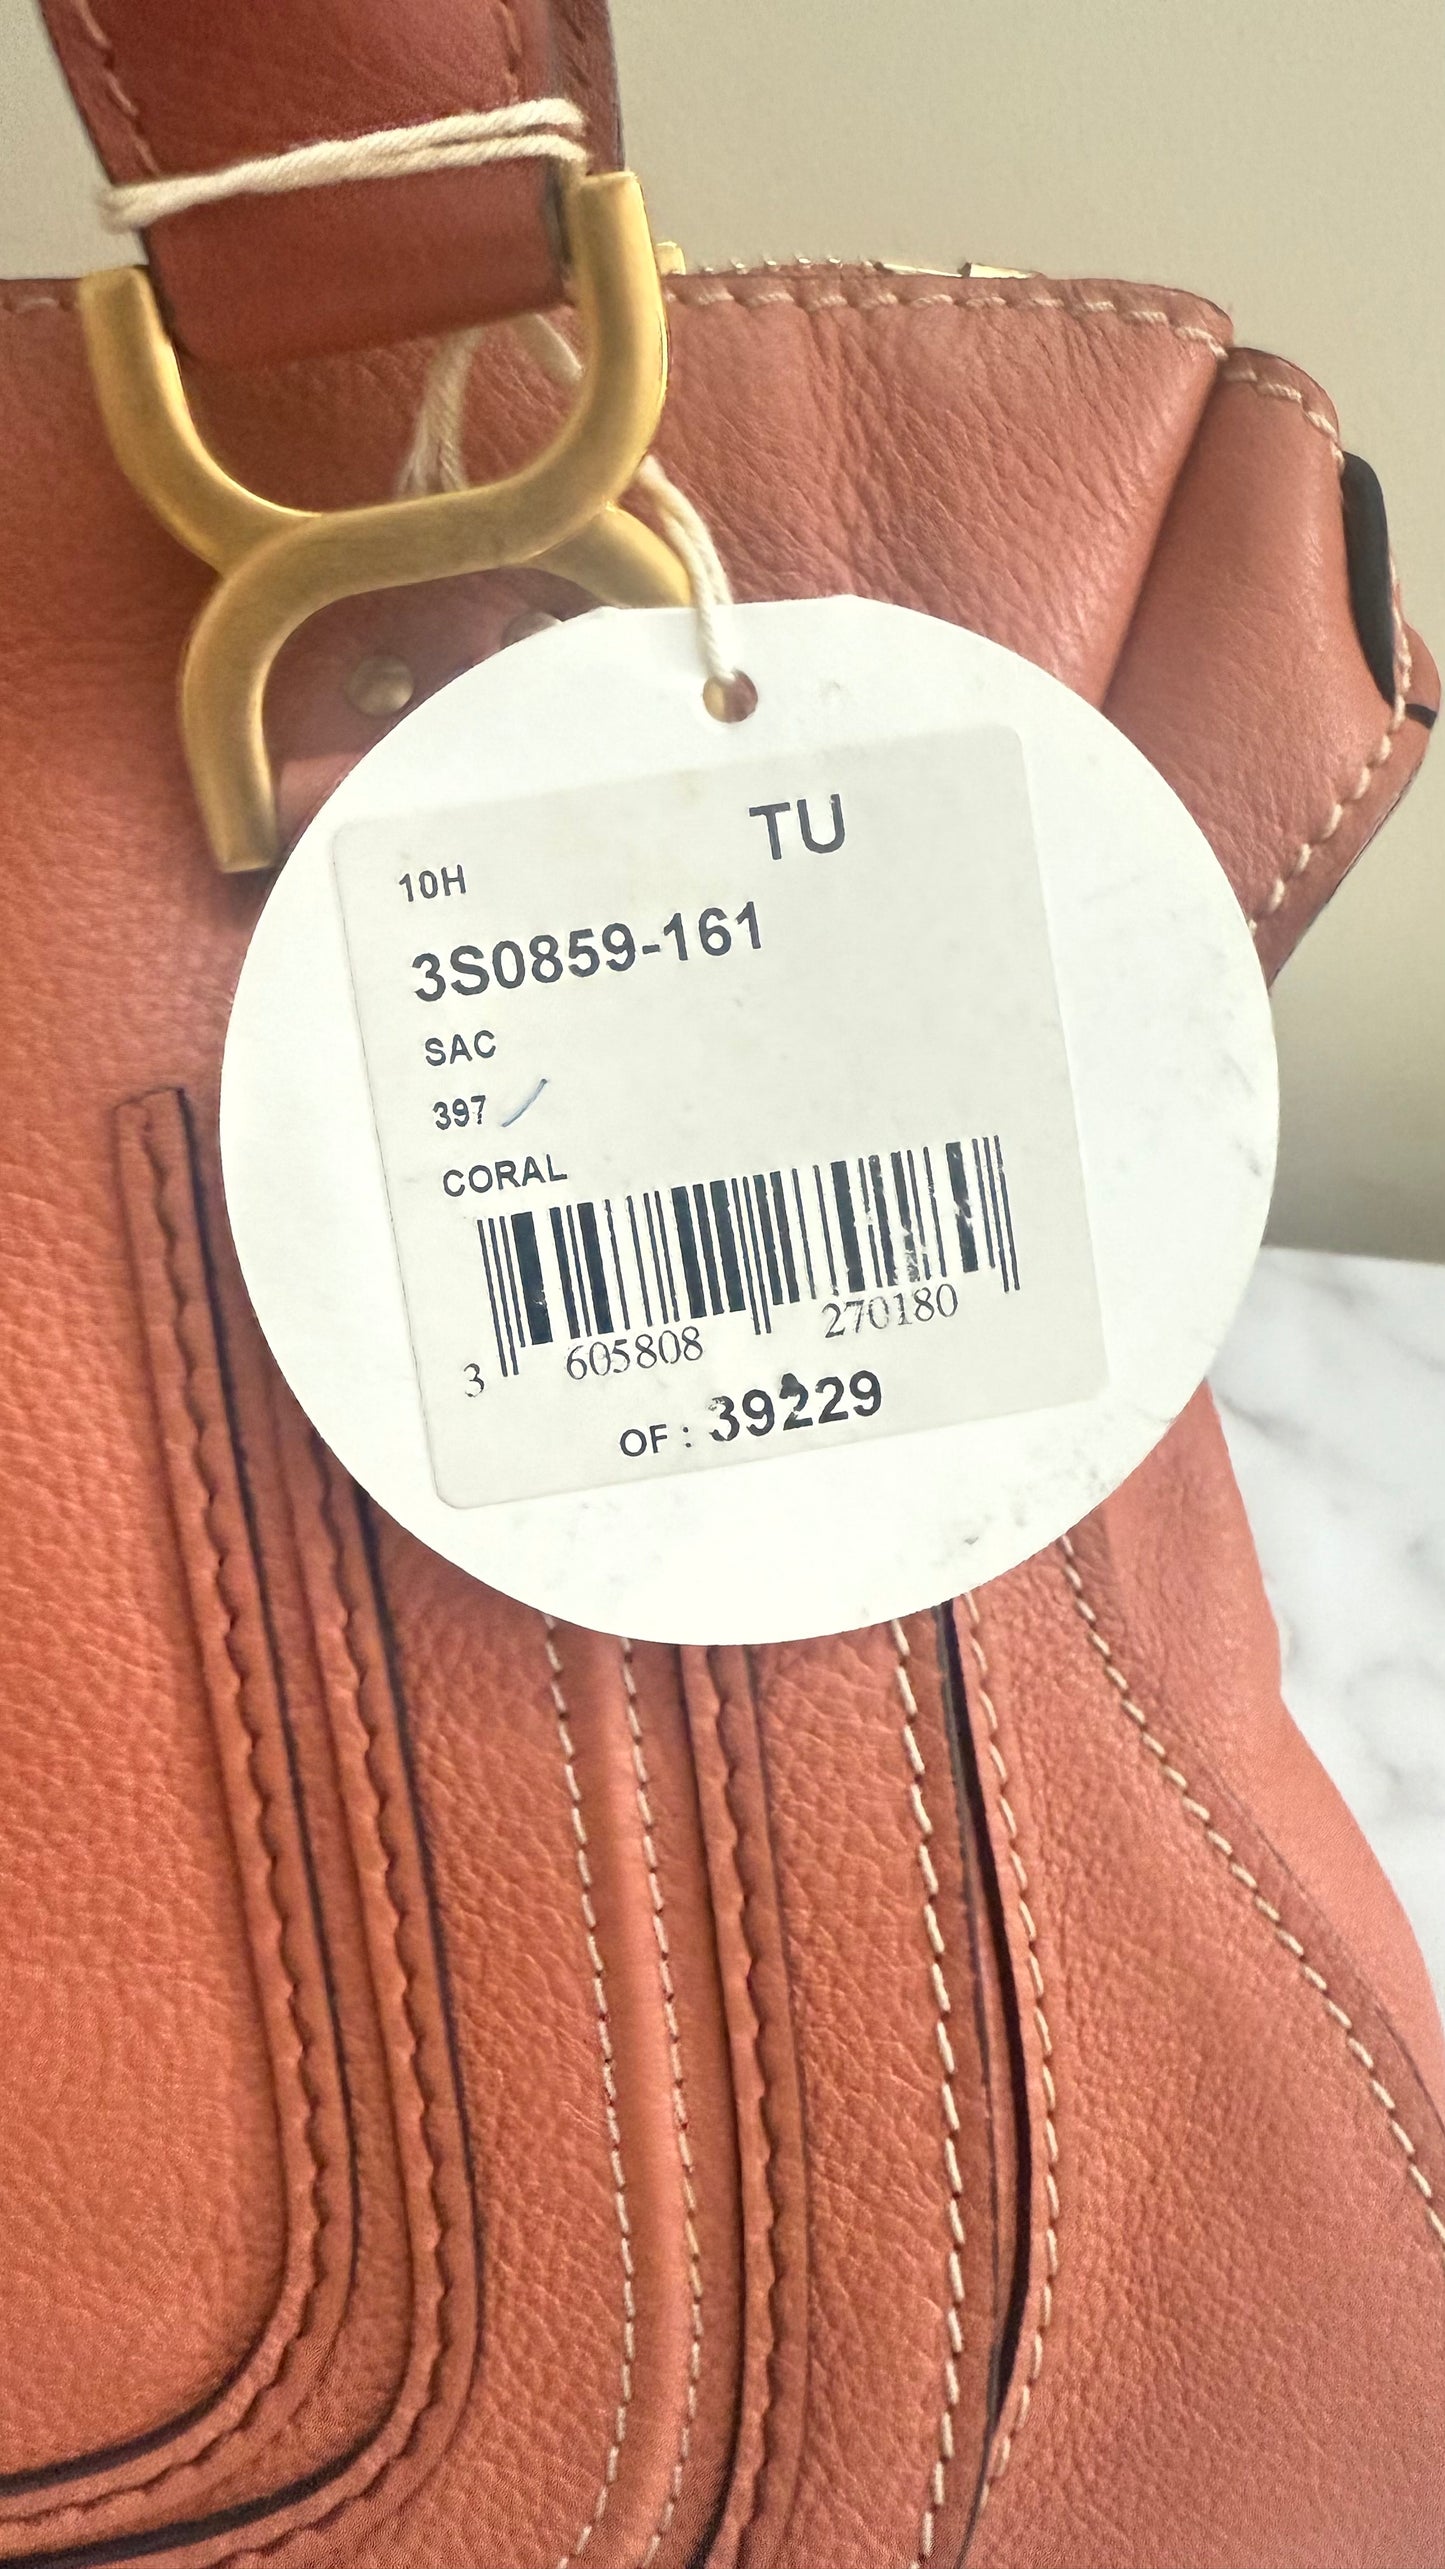 TU
10H
3S0859-161
SAC
397
CORAL
3 605808 270180
OF : 39229